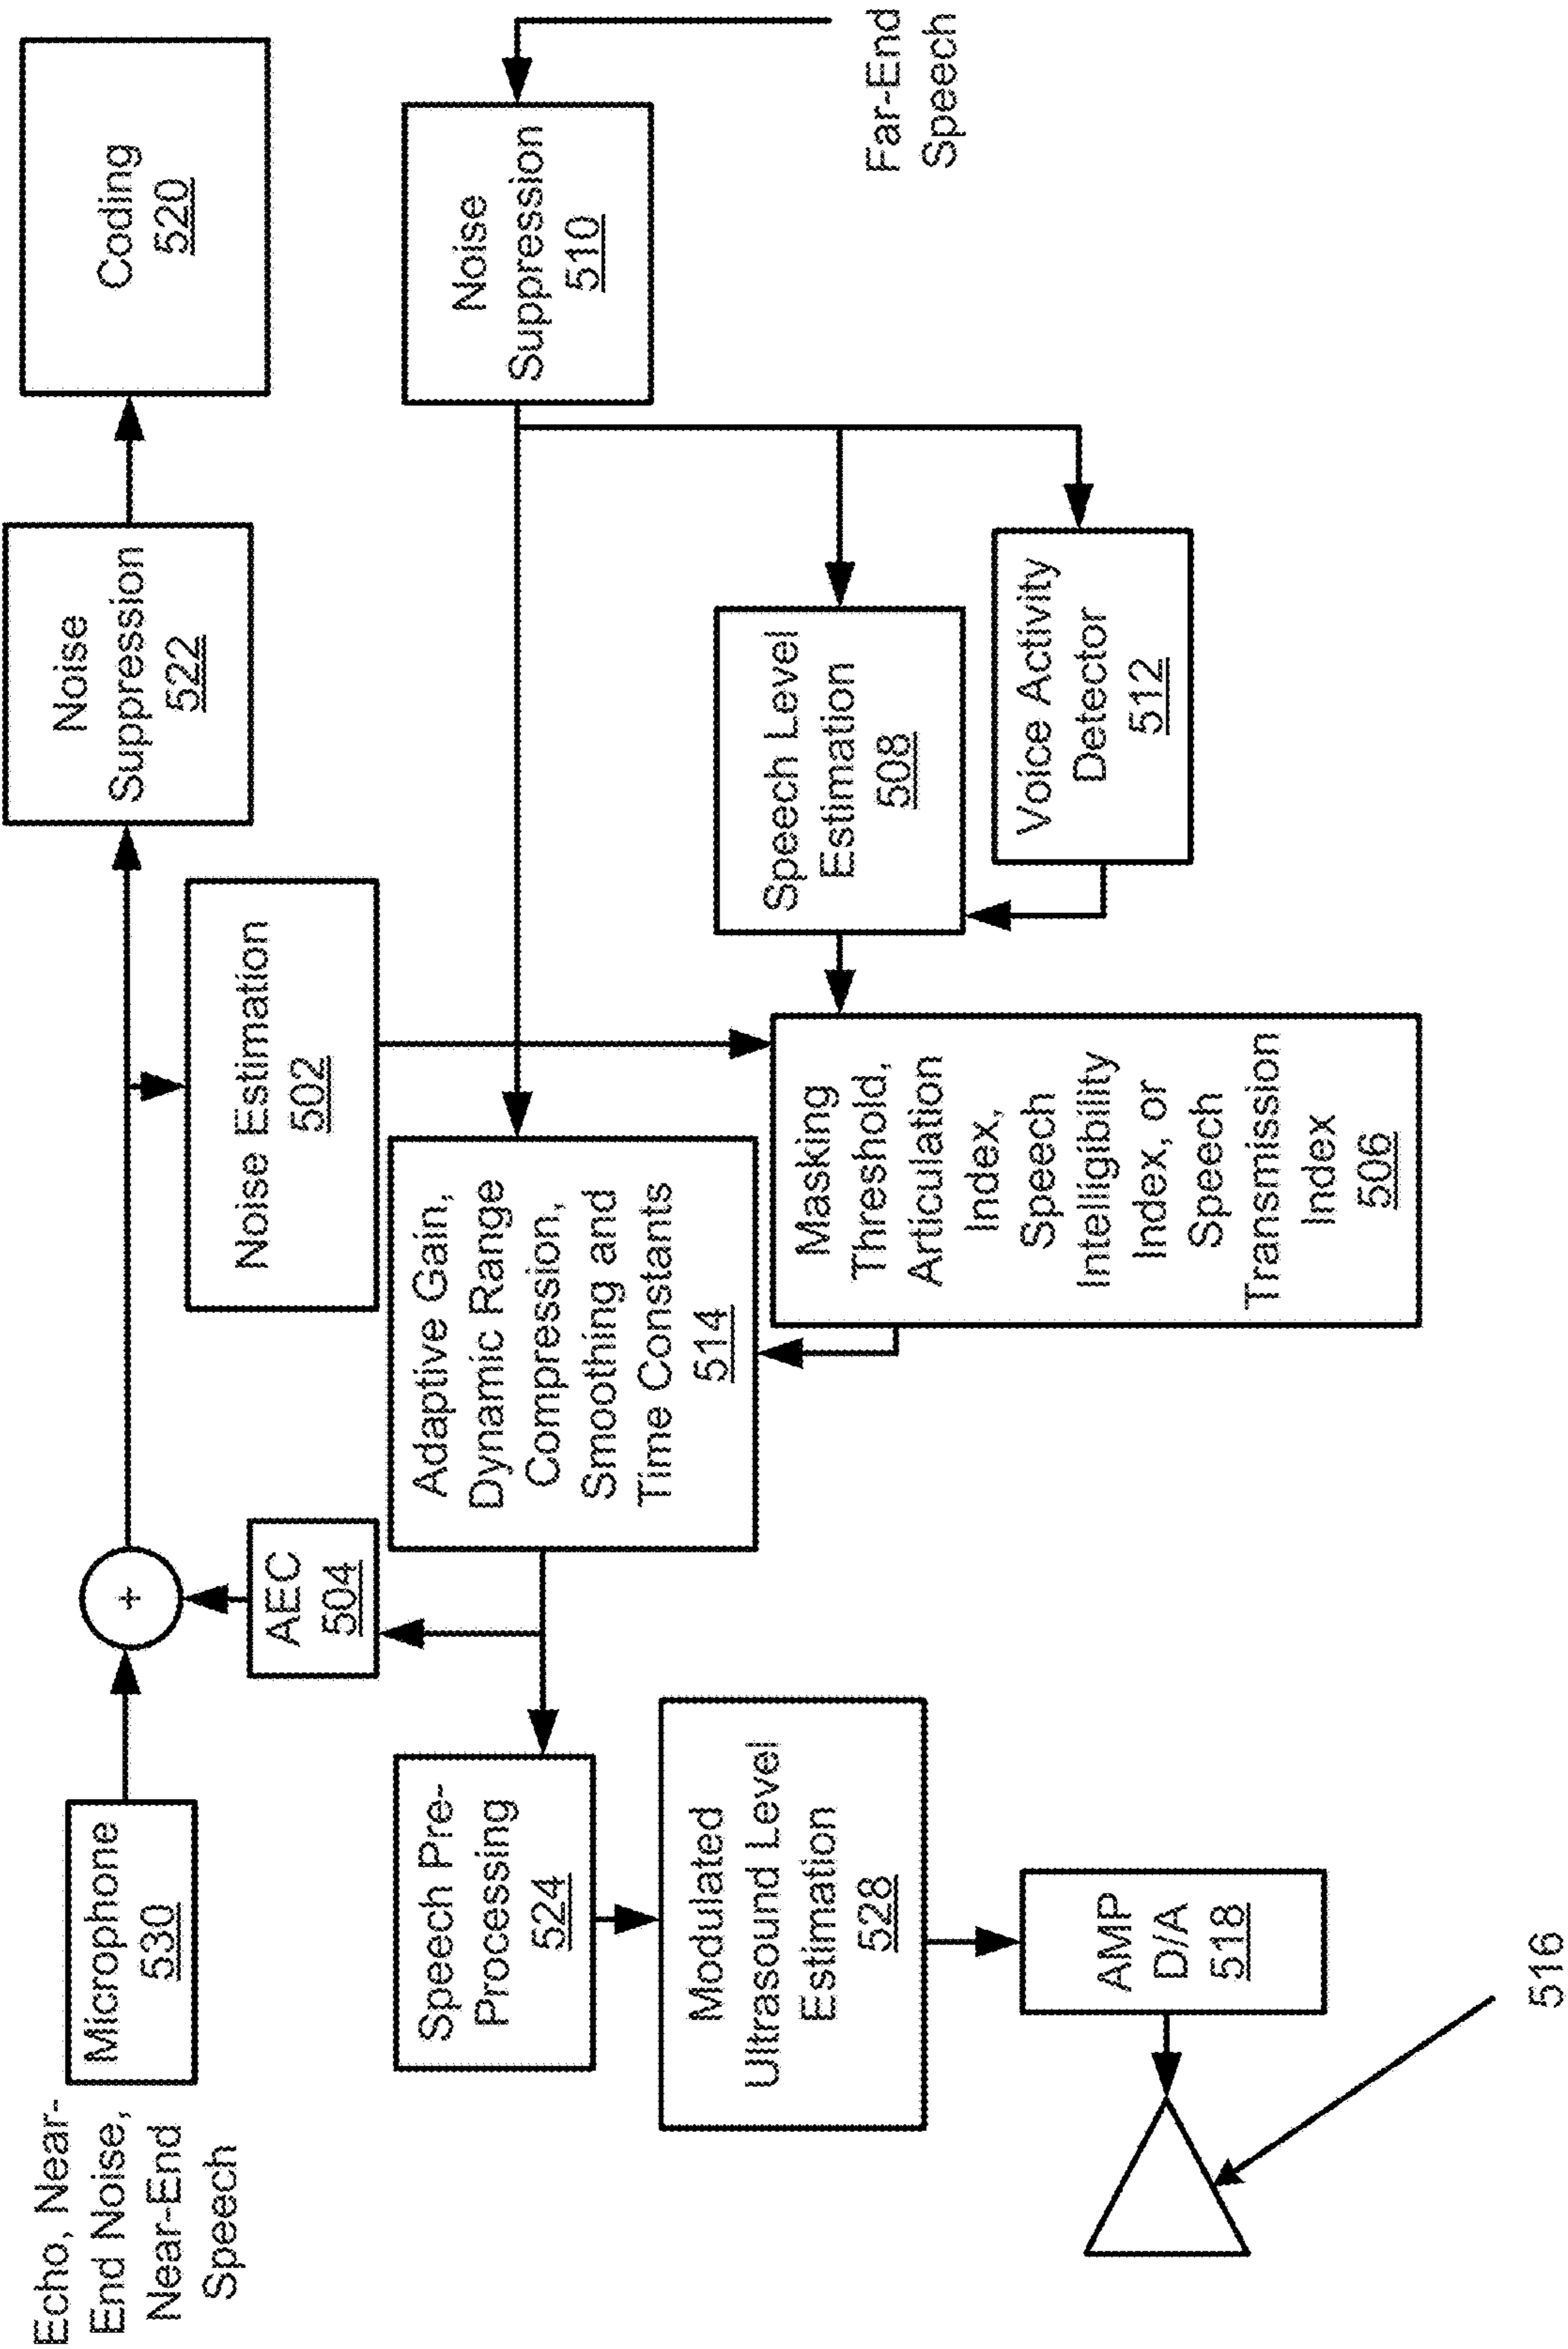 Echo, Near-
End Noise,
Near-End
Speech
Microphone
530
+
AEC
504
Noise Estimation
502
Noise
Suppression
522
Coding
520
Speech Pre-
Processing
524
Adaptive Gain,
Dynamic Range
Compression,
Smoothing and
Time Constants
514
Noise
Suppression
510
Modulated
Ultrasound Level
Estimation
528
Masking
Threshold,
Articulation
Index,
Speech
Intelligibility
Index, or
Speech
Transmission
Index
506
Speech Level
Estimation
508
Voice Activity
Detector
512
Far-End
Speech
AMP
D/A
518
516